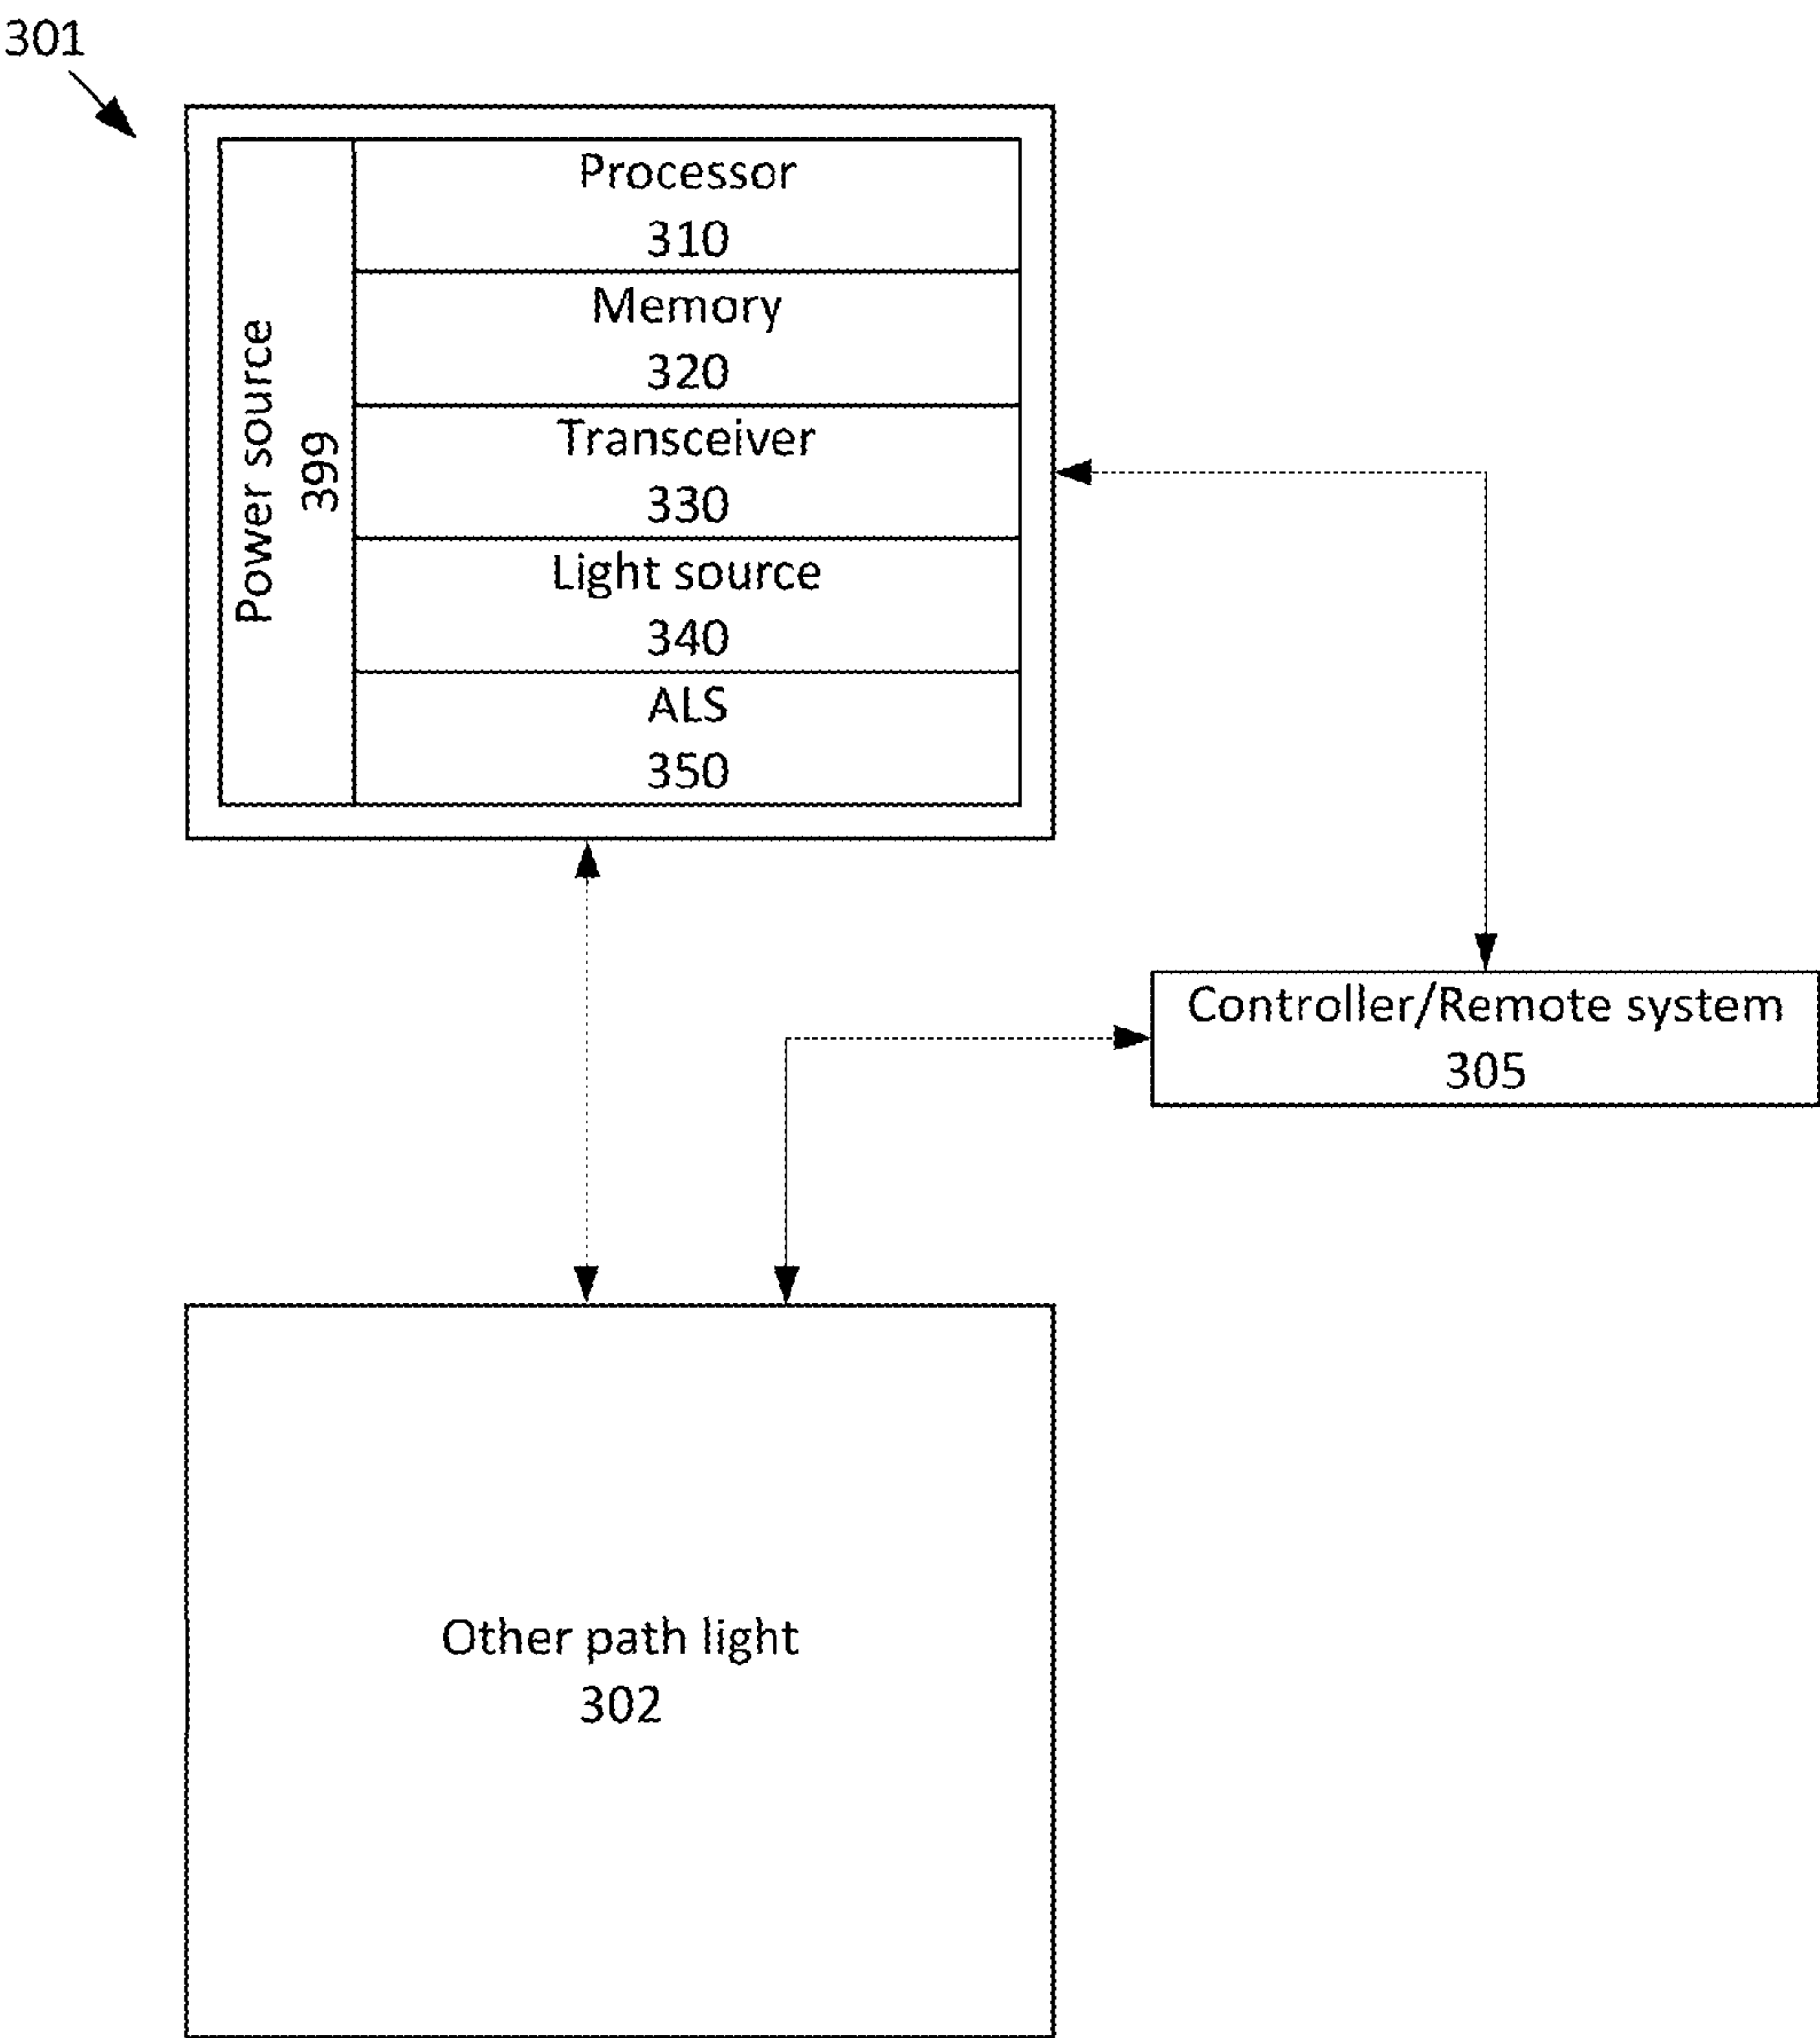 301
Processor
310
Memory
320
Transceiver
330
Light source
340
ALS
350
Power source
399
Controller/Remote system
305
Other path light
302